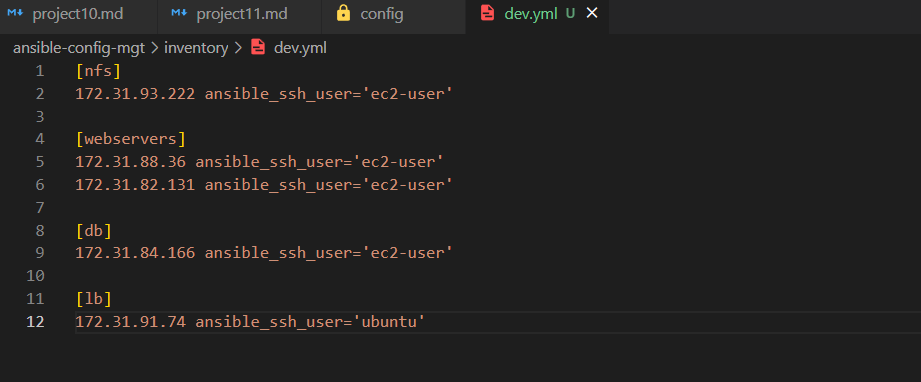 project10.md project11.md config dev.yml U
ansible-config-mgt > inventory > dev.yml
1 [nfs]
2 172.31.93.222 ansible_ssh_user='ec2-user'
3
4 [webservers]
5 172.31.88.36 ansible_ssh_user='ec2-user'
6 172.31.82.131 ansible_ssh_user='ec2-user'
7
8 [db]
9 172.31.84.166 ansible_ssh_user='ec2-user'
10
11 [lb]
12 172.31.91.74 ansible_ssh_user='ubuntu'